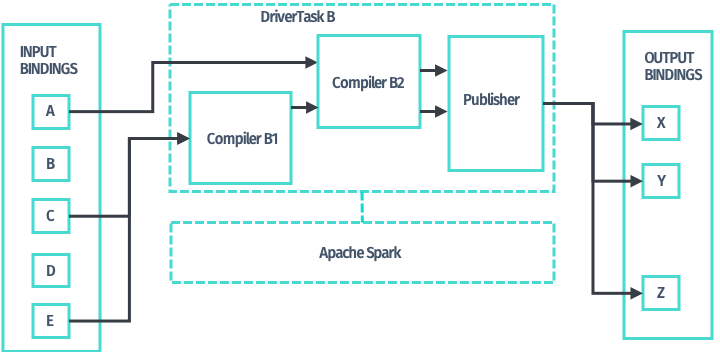 DriverTask B
INPUT
BINDINGS
A
B
C
D
E
Compiler B1
Compiler B2
Publisher
Apache Spark
OUTPUT
BINDINGS
X
Y
Z